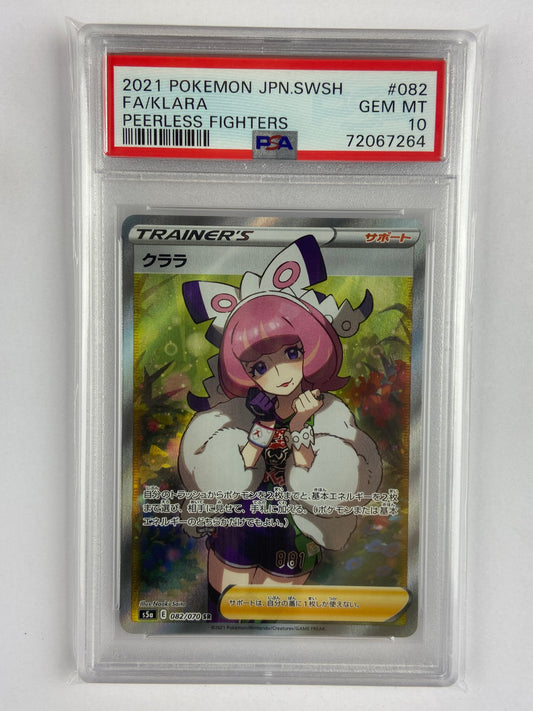 2021 POKEMON JPN.SWSH #082
FA/KLARA GEM MT
PEERLESS FIGHTERS 10
PSA 72067264
TRAINER'S サポート
クララ
自分のトラッシュからポケモンを2枚までと、基本エネルギーを2枚
まで選び、相手に見せて、手札に加える。(ポケモンまたは基本
エネルギーのどちらかだけでもよい。)
081
サポートは、自分の番に1枚しか使えない。
Illus.Naoki Saito
s5a E 082/070 SR
©2021 Pokémon/Nintendo/Creatures/GAME FREAK.